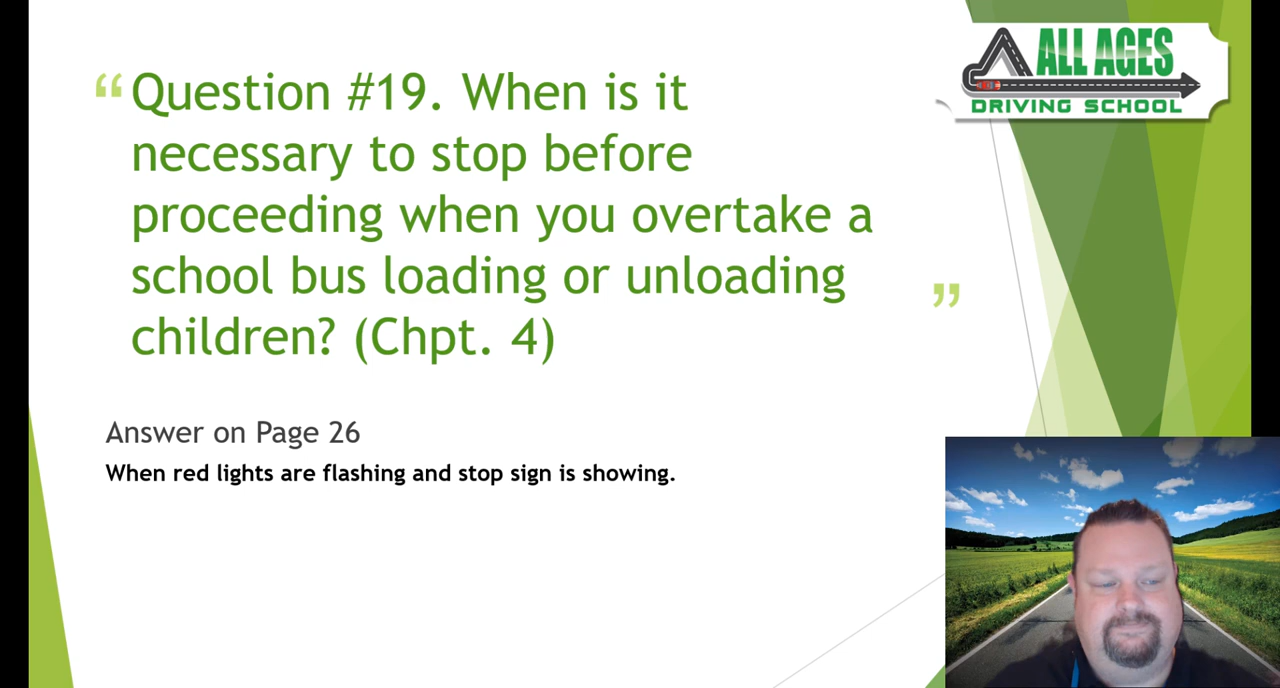 “Question #19. When is it
necessary to stop before
proceeding when you overtake a
school bus loading or unloading
children? (Chpt. 4)
”
Answer on Page 26
When red lights are flashing and stop sign is showing.
ALL AGES
DRIVING SCHOOL